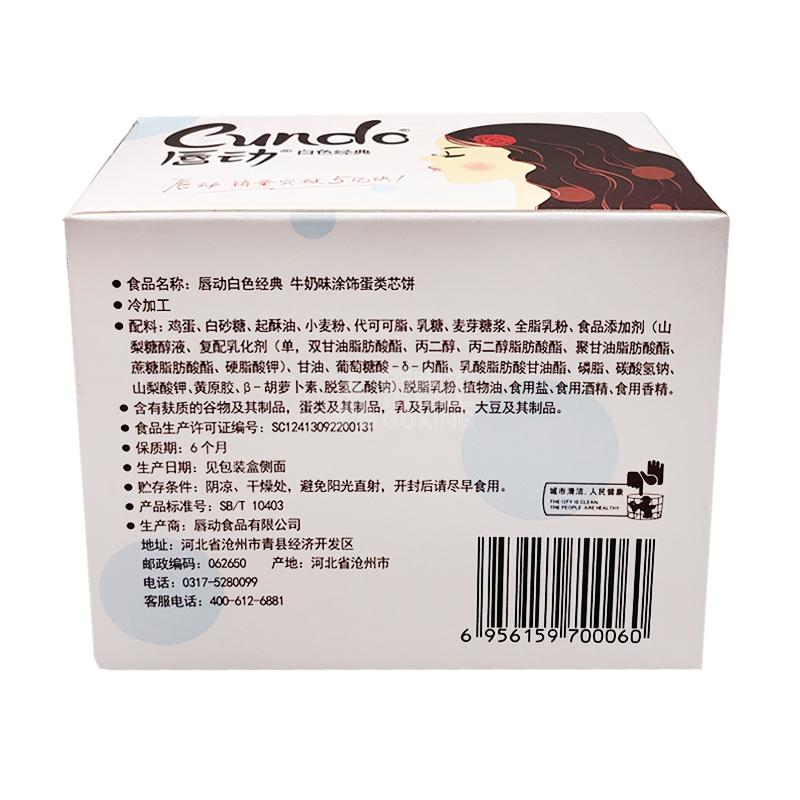 Cundo®
唇动® 白色经典
唇动·销量突破5亿块!
● 食品名称：唇动白色经典 牛奶味涂饰蛋类芯饼
● 冷加工
● 配料：鸡蛋、白砂糖、起酥油、小麦粉、代可可脂、乳糖、麦芽糖浆、全脂乳粉、食品添加剂（山
梨糖醇液、复配乳化剂（单，双甘油脂肪酸酯、丙二醇、丙二醇脂肪酸酯、聚甘油脂肪酸酯、
蔗糖脂肪酸酯、硬脂酸钾）、甘油、葡萄糖酸-δ-内酯、乳酸脂肪酸甘油酯、磷脂、碳酸氢钠、
山梨酸钾、黄原胶、β-胡萝卜素、脱氢乙酸钠）、脱脂乳粉、植物油、食用盐、食用酒精、食用香精。
● 含有麸质的谷物及其制品，蛋类及其制品，乳及乳制品，大豆及其制品。
● 食品生产许可证编号：SC12413092200131
● 保质期：6个月
● 生产日期：见包装盒侧面
● 贮存条件：阴凉、干燥处，避免阳光直射，开封后请尽早食用。
● 产品标准号：SB/T 10403
● 生产商：唇动食品有限公司
地址：河北省沧州市青县经济开发区
邮政编码：062650 产地：河北省沧州市
电话：0317-5280099
客服电话：400-612-6881
城市清洁、人民健康
THE CITY IS CLEAN,
THE PEOPLE ARE HEALTHY
6 956159 700060